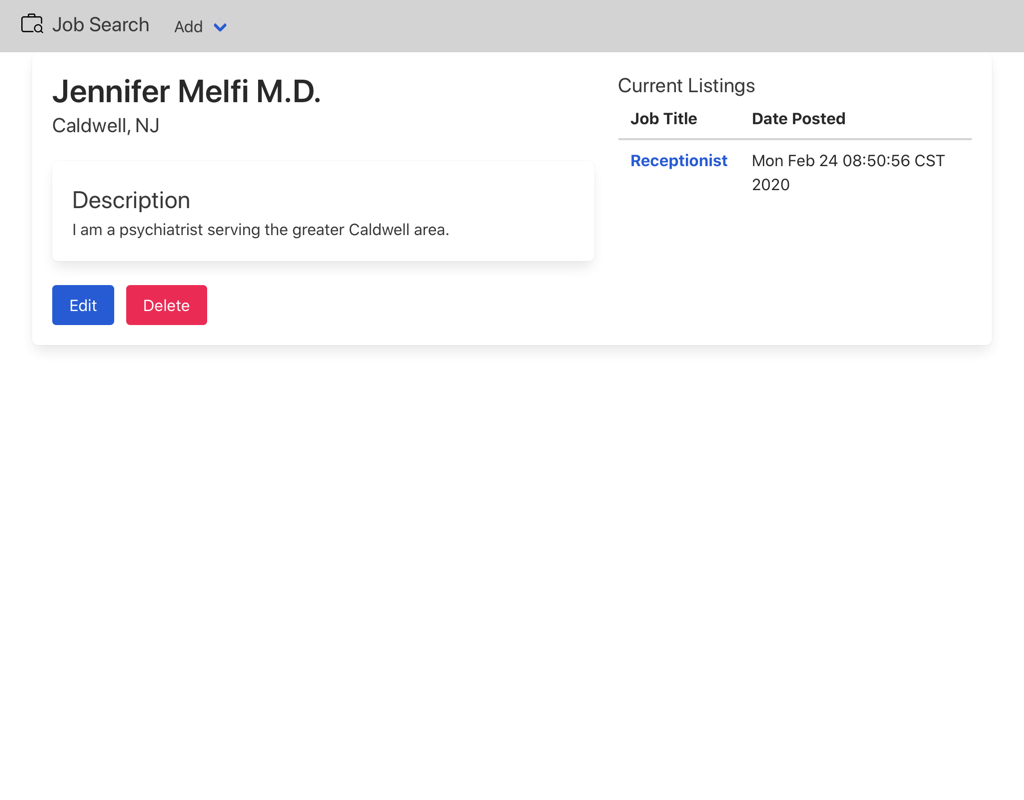 Job Search
Add
Jennifer Melfi M.D.
Caldwell, NJ
Description
I am a psychiatrist serving the greater Caldwell area.
Edit
Delete
Current Listings
Job Title
Date Posted
Receptionist
Mon Feb 24 08:50:56 CST
2020